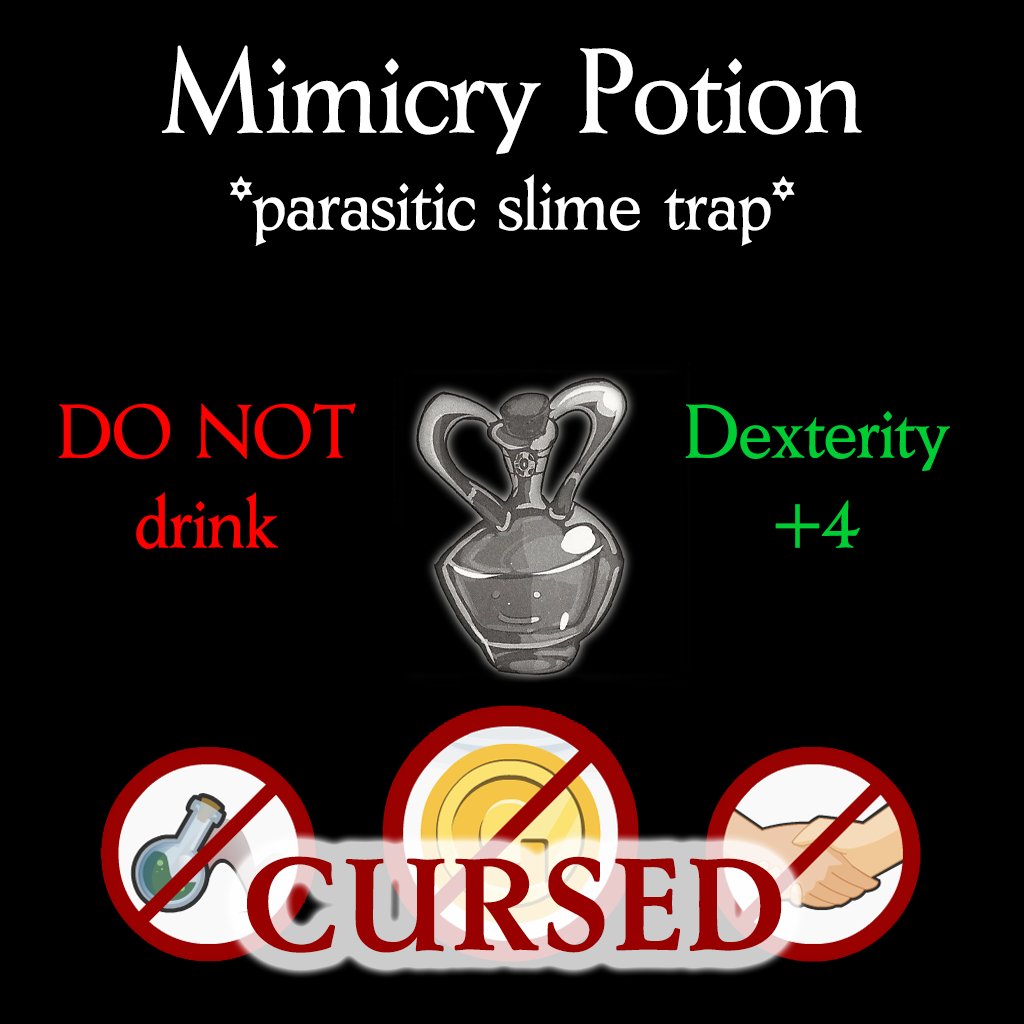 Mimicry Potion
*parasitic slime trap*
DO NOT
drink
Dexterity
+4
CURSED